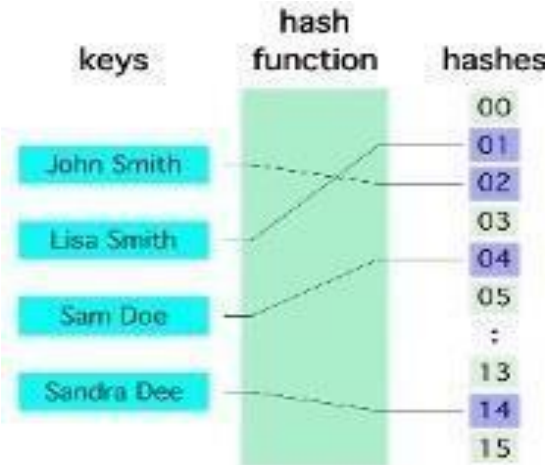 keys
hash
function
hashes
John Smith
Lisa Smith
Sam Doe
Sandra Dee
00
01
02
03
04
05
:
13
14
15